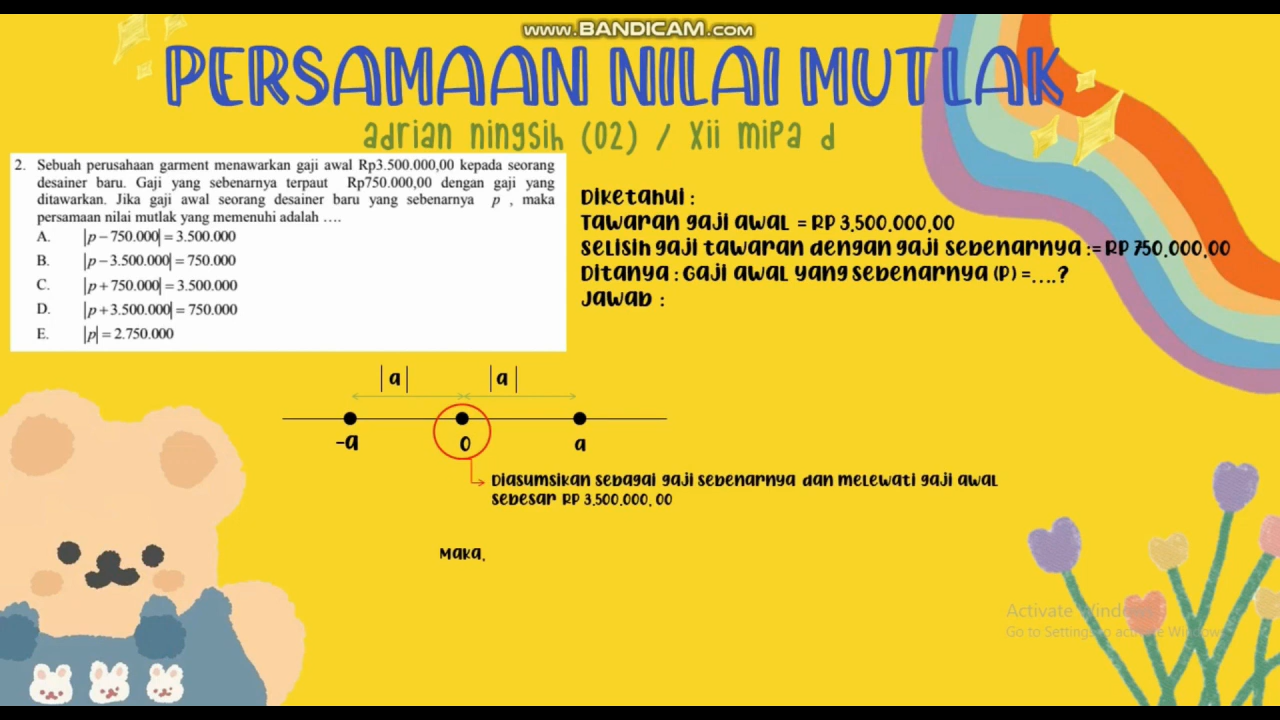 www.BANDICAM.com
PERSAMAAN NILAI MUTLAK
adrian ningsih (02) / Xii mipa d
2. Sebuah perusahaan garment menawarkan gaji awal Rp3.500.000,00 kepada seorang
desainer baru. Gaji yang sebenarnya terpaut Rp750.000,00 dengan gaji yang
ditawarkan. Jika gaji awal seorang desainer baru yang sebenarnya p , maka
persamaan nilai mutlak yang memenuhi adalah ….
A. |p − 750.000| = 3.500.000
B. |p − 3.500.000| = 750.000
C. |p + 750.000| = 3.500.000
D. |p + 3.500.000| = 750.000
E. |p| = 2.750.000
Diketahui :
Tawaran gaji awal = Rp 3.500.000,00
Selisih gaji tawaran dengan gaji sebenarnya := Rp 750.000,00
Ditanya : Gaji awal yang sebenarnya (P) =....?
Jawab :
|a| |a|
-a 0 a
Diasumsikan sebagai gaji sebenarnya dan melewati gaji awal
sebesar Rp 3.500.000, 00
Maka,
Activate Windows
Go to Settings to activate Windows.